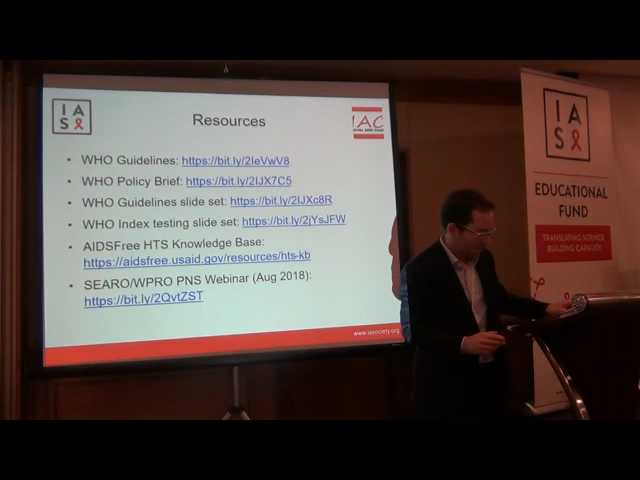 IAS
Resources
IAC
• WHO Guidelines: https://bit.ly/2IeVwV8
• WHO Policy Brief: https://bit.ly/2IJX7C5
• WHO Guidelines slide set: https://bit.ly/2IJXc8R
• WHO Index testing slide set: https://bit.ly/2jYsJFW
• AIDSFree HTS Knowledge Base:
https://aidsfree.usaid.gov/resources/hts-kb
• SEARO/WPRO PNS Webinar (Aug 2018):
https://bit.ly/2QvtZST
www.iasociety.org
IAS
EDUCATIONAL
FUND
TRANSLATING SCIENCE
BUILDING CAPACITY